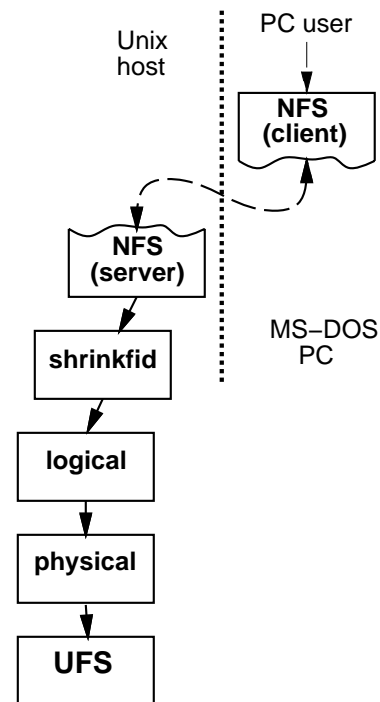 Unix
host
PC user
NFS
(client)
NFS
(server)
MS–DOS
PC
shrinkfid
logical
physical
UFS